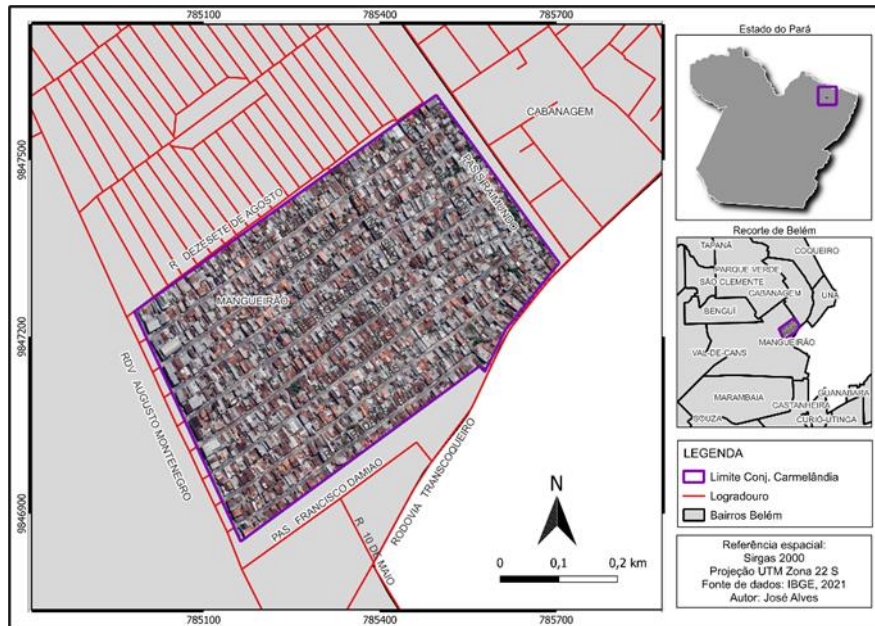 785100
785400
785700
9847500
9847200
9846900
CABANAGEM
R DEZESETE DE AGOSTO
PAS S RAIMUNDO
MANGUEIRÃO
RDV AUGUSTO MONTENEGRO
PAS FRANCISCO DAMIAO
R 10 DE MAIO
RODOVIA TRANSCOQUEIRO
N
0 0,1 0,2 km
785100
785400
785700
Estado do Pará
Recorte de Belém
TAPANÃ
COQUEIRO
PARQUE VERDE
SÃO CLEMENTE
CABANAGEM
UNA
BENGUÍ
MANGUEIRÃO
VAL-DE-CANS
MARAMBAIA
GUANABARA
CASTANHEIRA
SOUZA
CURIÓ-UTINGA
LEGENDA
Limite Conj. Carmelândia
Logradouro
Bairros Belém
Referência espacial:
Sirgas 2000
Projeção UTM Zona 22 S
Fonte de dados: IBGE, 2021
Autor: José Alves